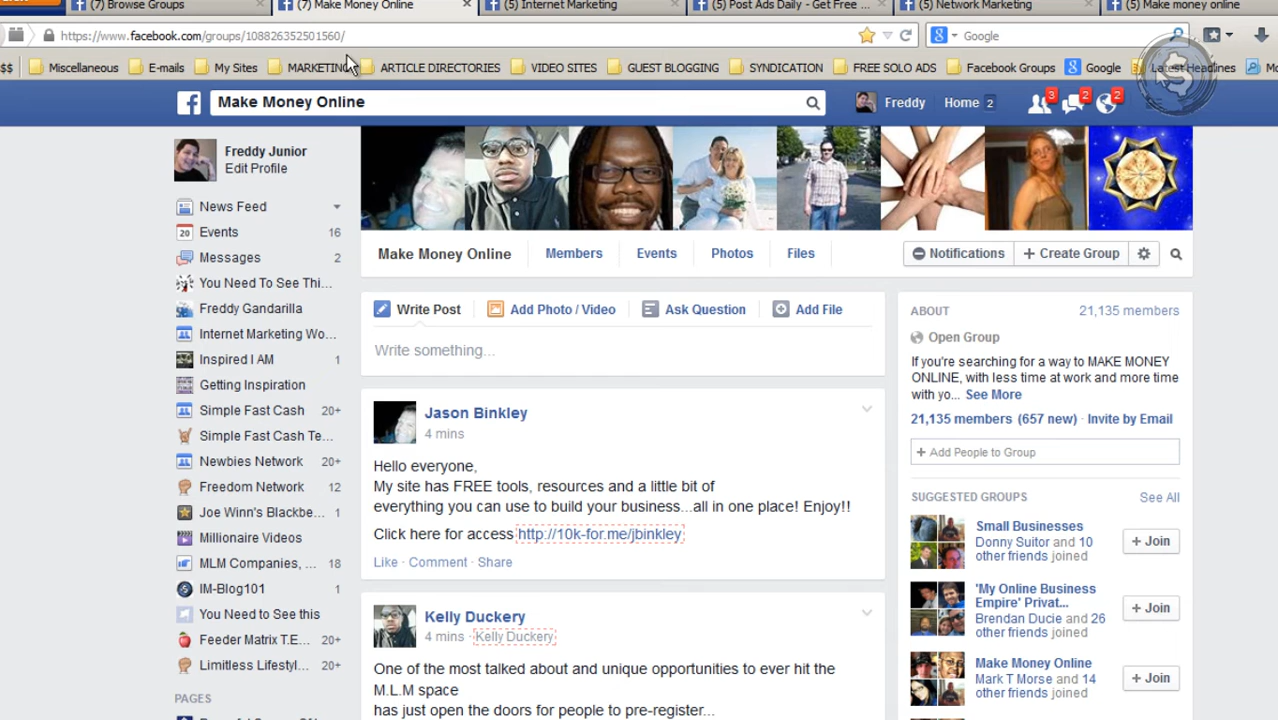 (7) Browse Groups
(7) Make Money Online
(5) Internet Marketing
(5) Post Ads Daily - Get Free ...
(5) Network Marketing
(5) Make money online
https://www.facebook.com/groups/108826352501560/
Google
$$
Miscellaneous
E-mails
My Sites
MARKETING
ARTICLE DIRECTORIES
VIDEO SITES
GUEST BLOGGING
SYNDICATION
FREE SOLO ADS
Facebook Groups
Google
Latest Headlines
Make Money Online
Freddy
Home 2
3
2
2
Freddy Junior
Edit Profile
News Feed
Events 16
Messages 2
You Need To See Thi...
Freddy Gandarilla
Internet Marketing Wo...
Inspired I AM 1
Getting Inspiration
Simple Fast Cash 20+
Simple Fast Cash Te...
Newbies Network 20+
Freedom Network 12
Joe Winn's Blackbe... 1
Millionaire Videos
MLM Companies, ... 18
IM-Blog101 1
You Need to See this
Feeder Matrix T.E... 20+
Limitless Lifestyl... 20+
PAGES
Make Money Online
Members
Events
Photos
Files
Notifications
+ Create Group
Write Post
Add Photo / Video
Ask Question
Add File
Write something...
Jason Binkley
4 mins
Hello everyone,
My site has FREE tools, resources and a little bit of
everything you can use to build your business...all in one place! Enjoy!!
Click here for access http://10k-for.me/jbinkley
Like · Comment · Share
Kelly Duckery
4 mins · Kelly Duckery
One of the most talked about and unique opportunities to ever hit the
M.L.M space
has just open the doors for people to pre-register...
ABOUT
21,135 members
Open Group
If you're searching for a way to MAKE MONEY
ONLINE, with less time at work and more time
with yo... See More
21,135 members (657 new) · Invite by Email
+ Add People to Group
SUGGESTED GROUPS
See All
Small Businesses
Donny Suitor and 10
other friends joined
+ Join
'My Online Business
Empire' Privat...
Brendan Ducie and 26
other friends joined
+ Join
Make Money Online
Mark T Morse and 14
other friends joined
+ Join